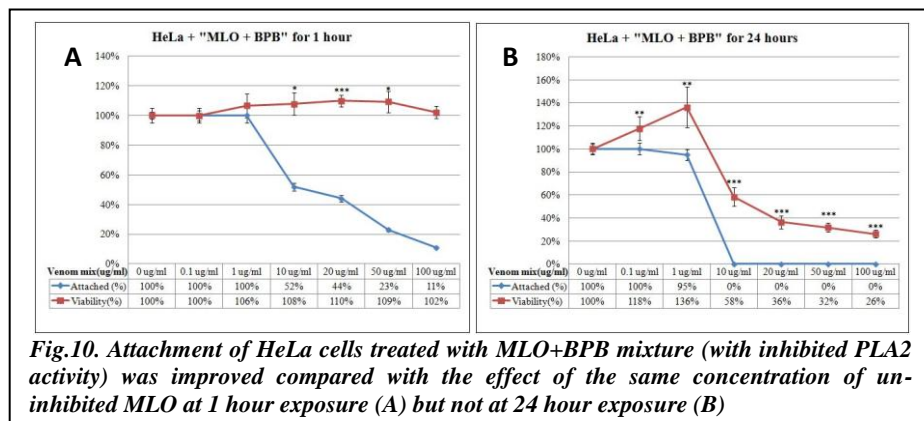 A
HeLa + "MLO + BPB" for 1 hour
140%
120%
100%
80%
60%
40%
20%
0%
* *** *
Venom mix(ug/ml) 0 ug/ml 0.1 ug/ml 1 ug/ml 10 ug/ml 20 ug/ml 50 ug/ml 100 ug/ml
Attached (%) 100% 100% 100% 52% 44% 23% 11%
Viability(%) 100% 100% 106% 108% 110% 109% 102%
B
HeLa + "MLO + BPB" for 24 hours
180%
160%
140%
120%
100%
80%
60%
40%
20%
0%
** ** *** *** *** ***
Venom mix(ug/ml) 0 ug/ml 0.1 ug/ml 1 ug/ml 10 ug/ml 20 ug/ml 50 ug/ml 100 ug/ml
Attached (%) 100% 100% 95% 0% 0% 0% 0%
Viability(%) 100% 118% 136% 58% 36% 32% 26%
Fig.10. Attachment of HeLa cells treated with MLO+BPB mixture (with inhibited PLA2
activity) was improved compared with the effect of the same concentration of un-
inhibited MLO at 1 hour exposure (A) but not at 24 hour exposure (B)